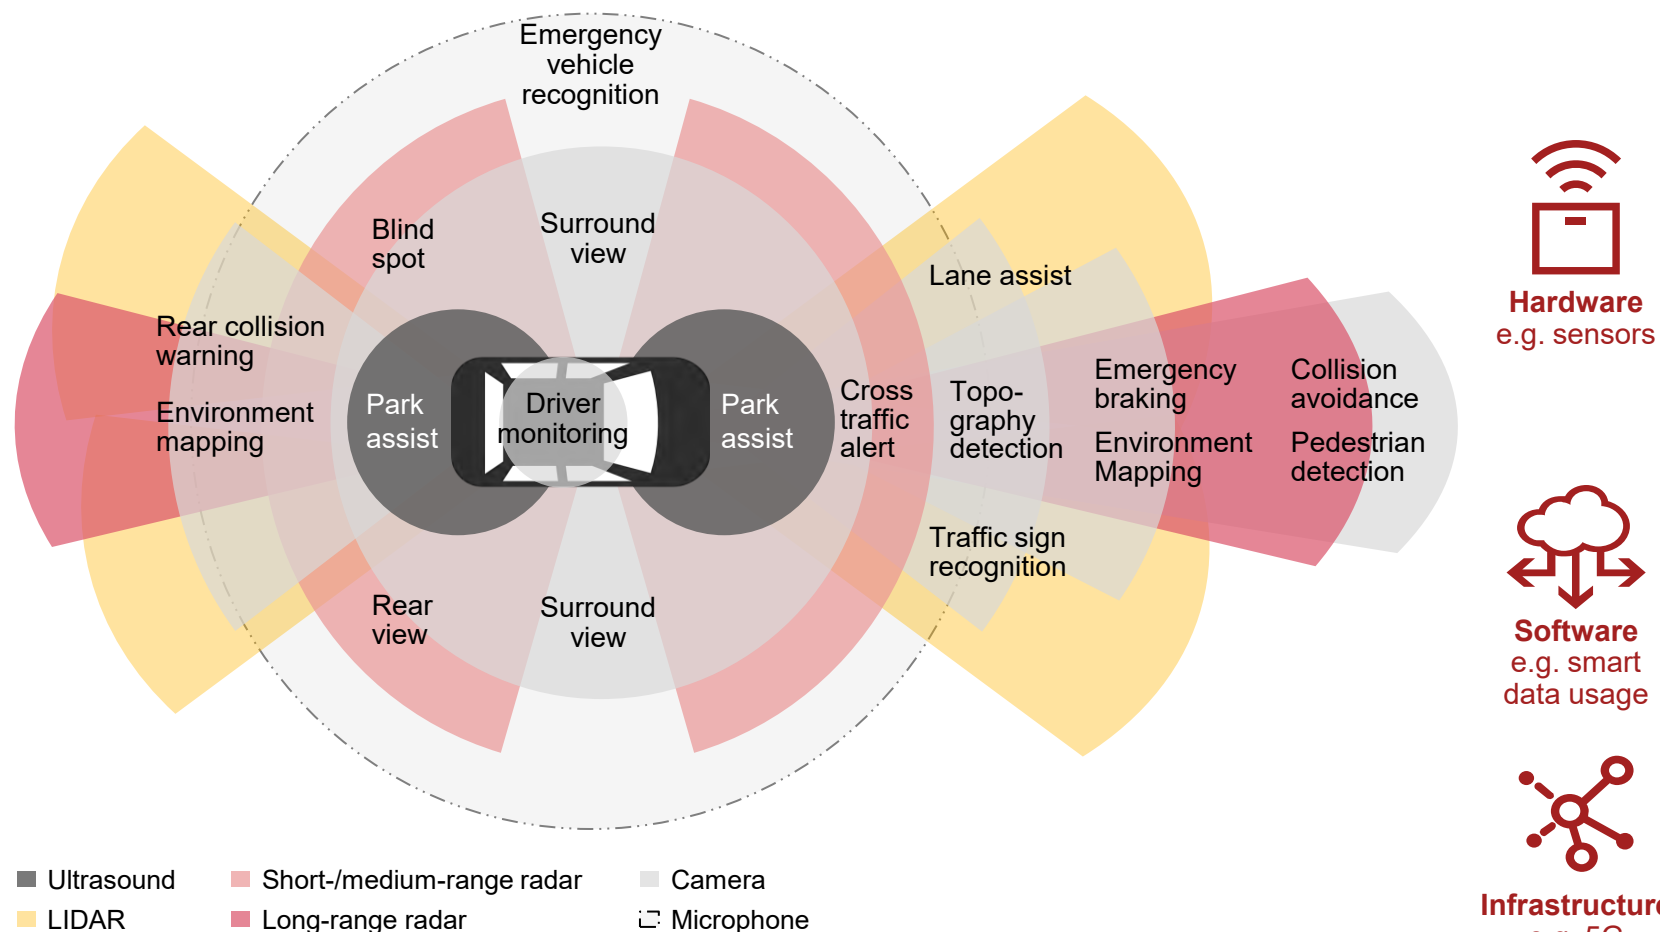 Emergency
vehicle
recognition
Blind
spot
Surround
view
Lane assist
Rear collision
warning
Environment
mapping
Park
assist
Driver
monitoring
Park
assist
Cross
traffic
alert
Topo-
graphy
detection
Emergency
braking
Environment
Mapping
Collision
avoidance
Pedestrian
detection
Traffic sign
recognition
Rear
view
Surround
view
Hardware
e.g. sensors
Software
e.g. smart
data usage
Infrastructure
e.g. 5G
Ultrasound
Short-/medium-range radar
Camera
LIDAR
Long-range radar
Microphone